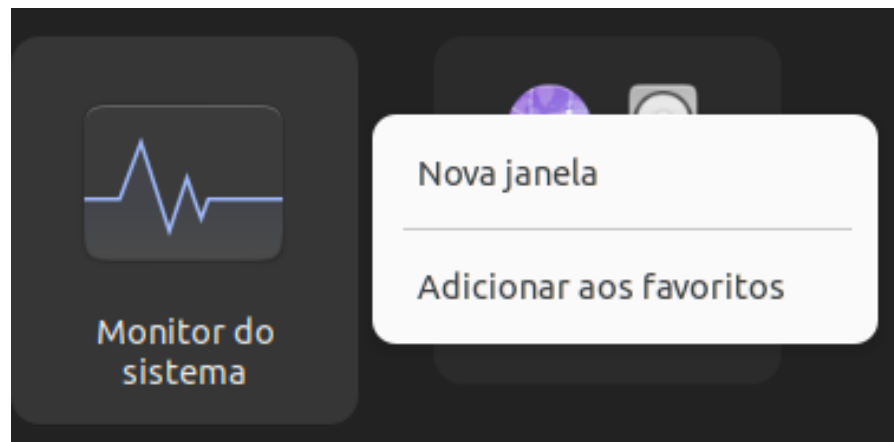 Nova janela
Adicionar aos favoritos
Monitor do
sistema